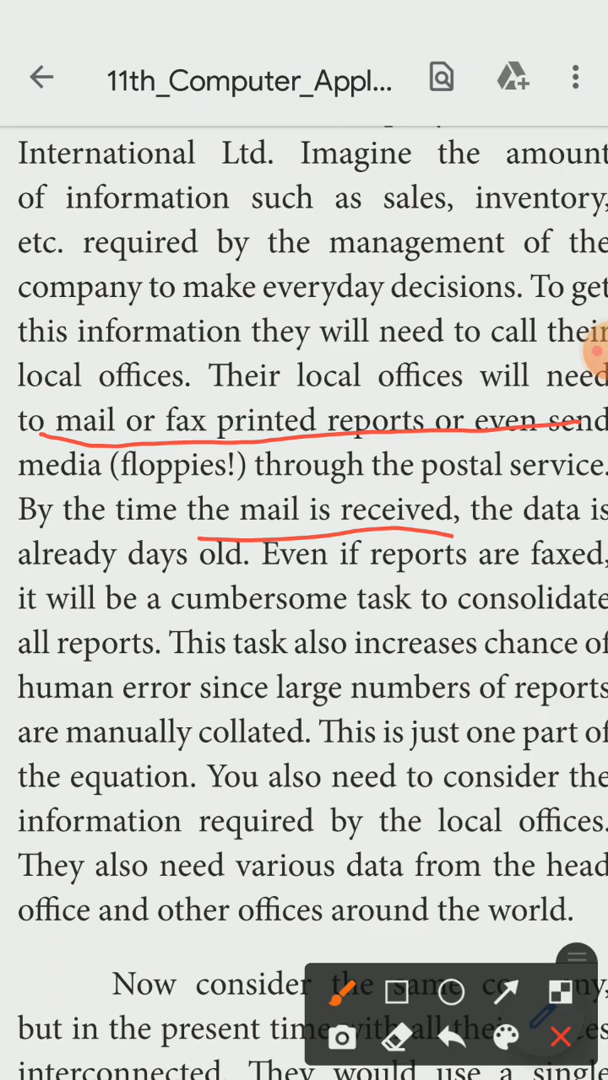 11th_Computer_Appl...
International Ltd. Imagine the amount
of information such as sales, inventory,
etc. required by the management of the
company to make everyday decisions. To get
this information they will need to call their
local offices. Their local offices will need
to mail or fax printed reports or even send
media (floppies!) through the postal service.
By the time the mail is received, the data is
already days old. Even if reports are faxed,
it will be a cumbersome task to consolidate
all reports. This task also increases chance of
human error since large numbers of reports
are manually collated. This is just one part of
the equation. You also need to consider the
information required by the local offices.
They also need various data from the head
office and other offices around the world.
Now consider the same
but in the present time with all their
interconnected. They would use a single